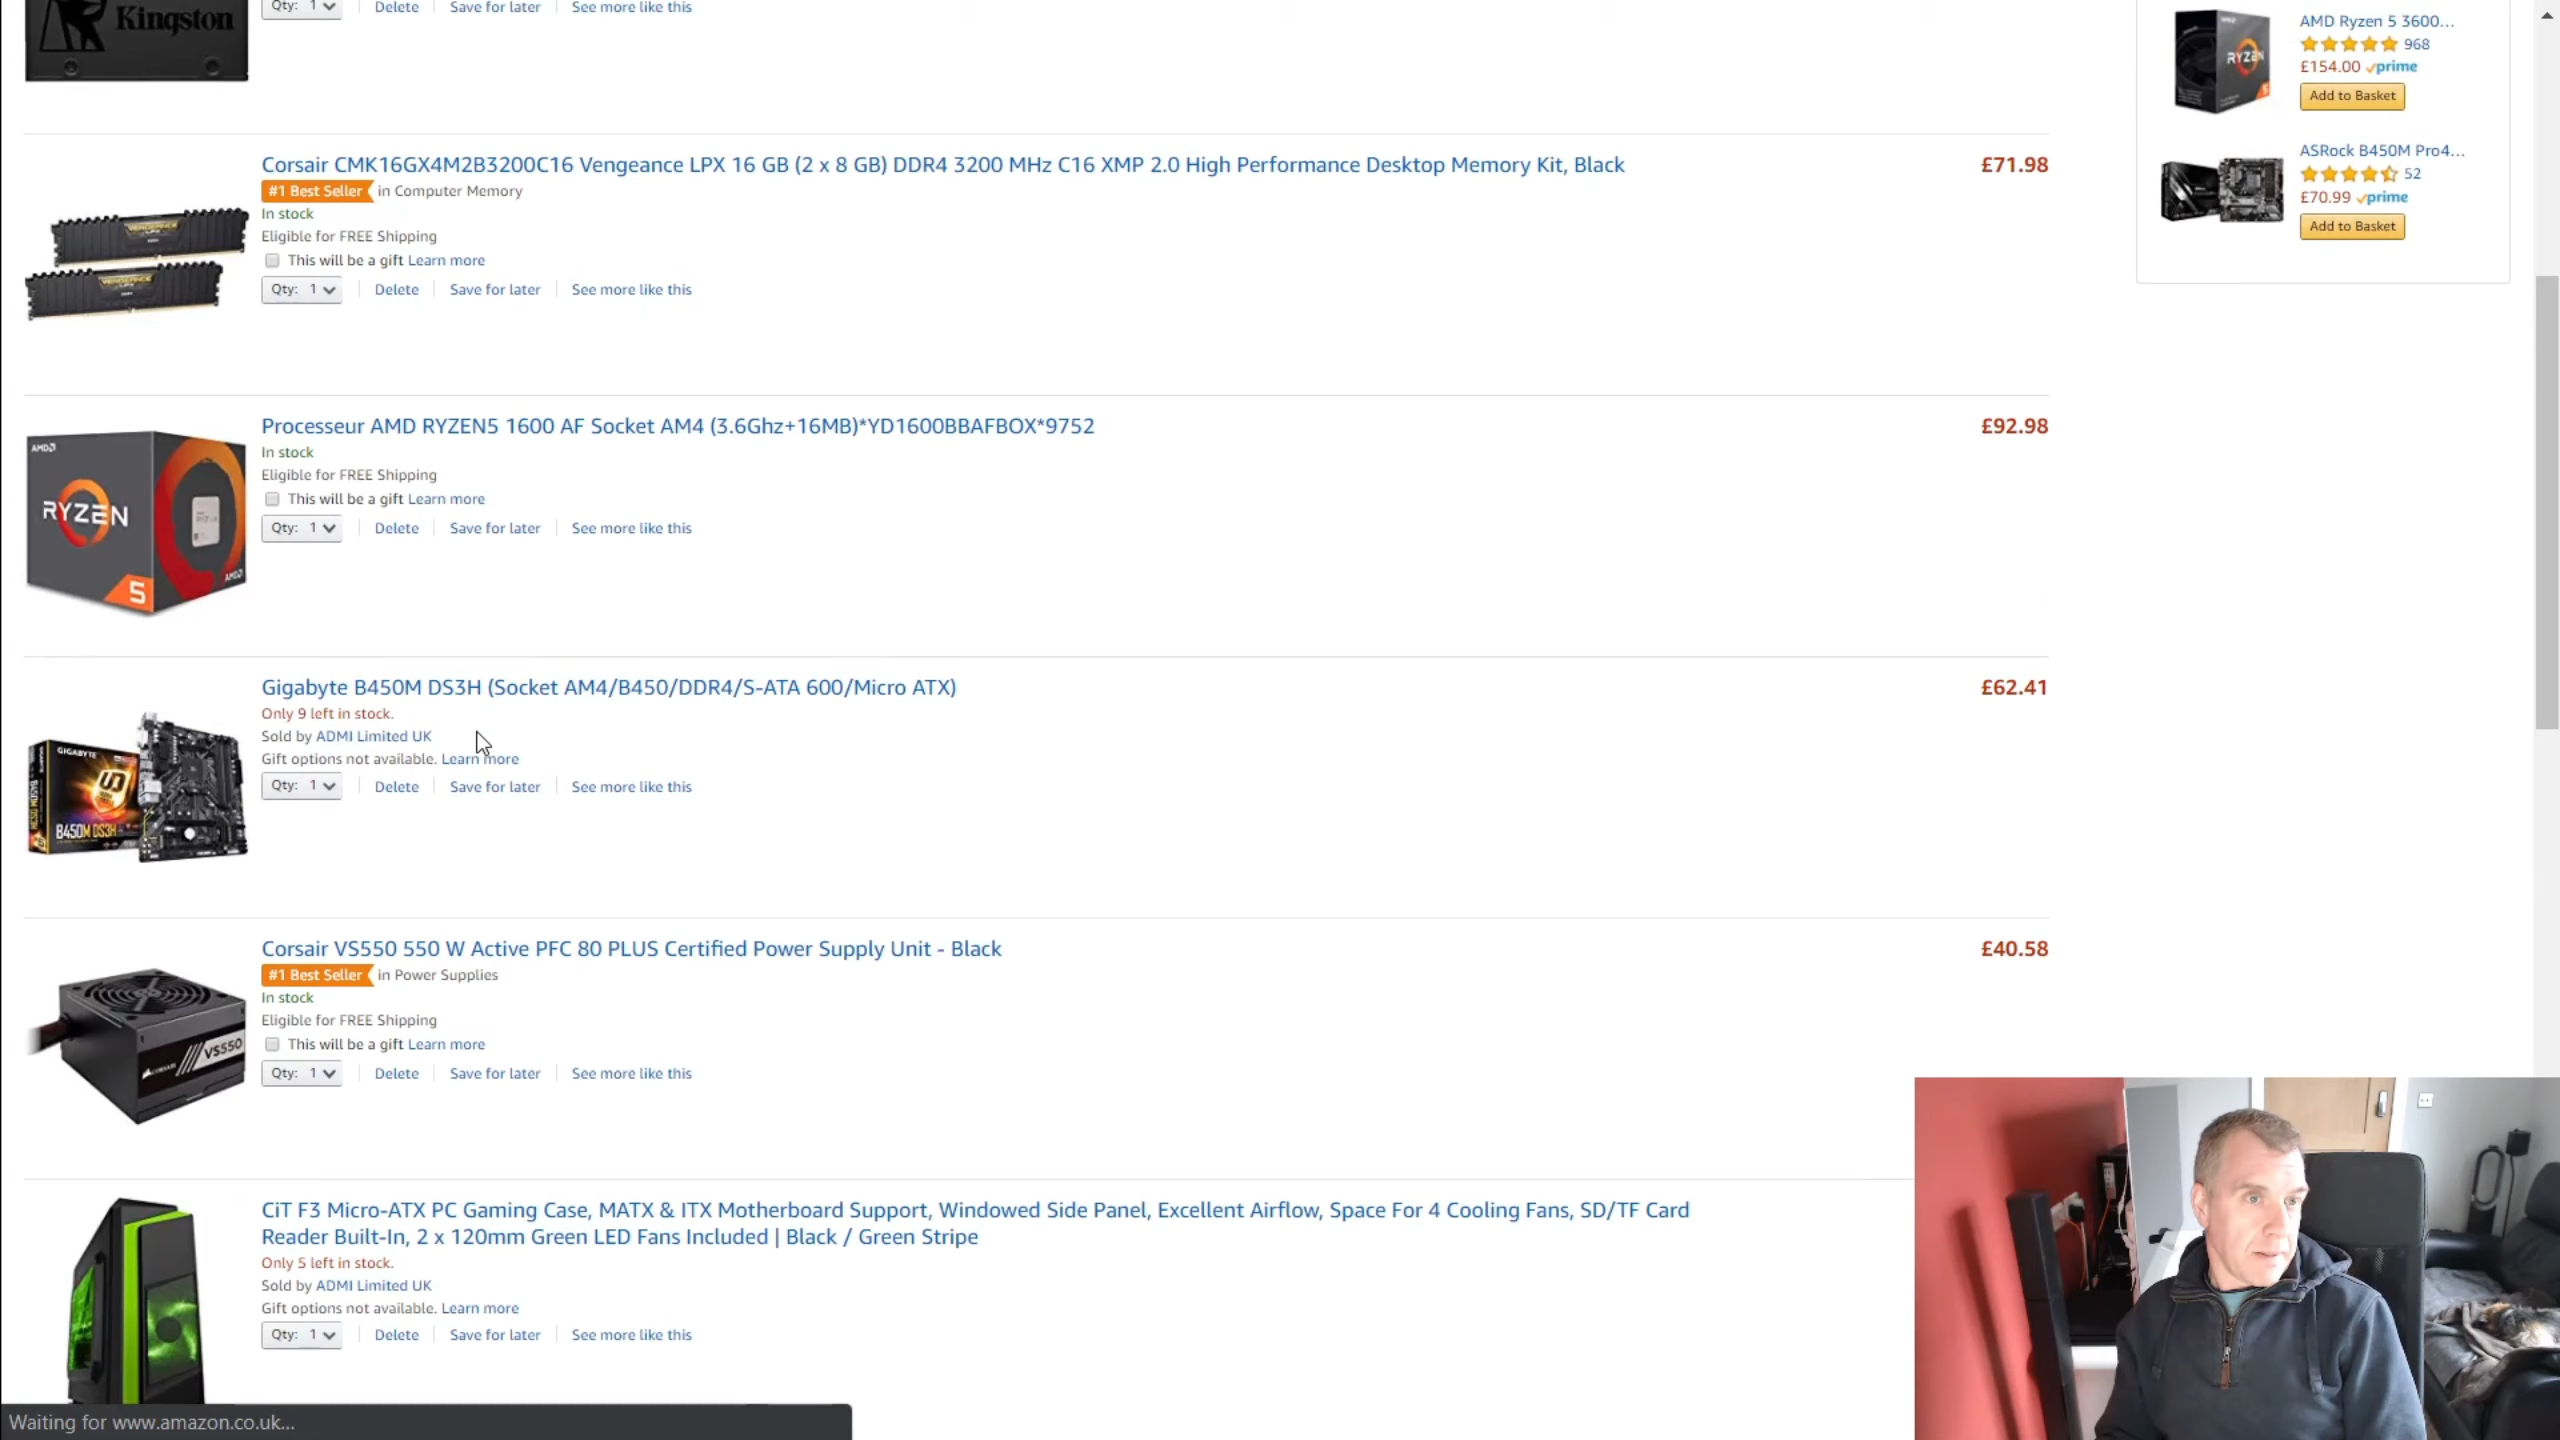 Kingston
Qty: 1 Delete Save for later See more like this
Corsair CMK16GX4M2B3200C16 Vengeance LPX 16 GB (2 x 8 GB) DDR4 3200 MHz C16 XMP 2.0 High Performance Desktop Memory Kit, Black £71.98
#1 Best Seller in Computer Memory
In stock
Eligible for FREE Shipping
This will be a gift Learn more
Qty: 1 Delete Save for later See more like this
VENGEANCE
VENGEANCE
Processeur AMD RYZEN5 1600 AF Socket AM4 (3.6Ghz+16MB)*YD1600BBAFBOX*9752 £92.98
In stock
Eligible for FREE Shipping
This will be a gift Learn more
Qty: 1 Delete Save for later See more like this
AMD
RYZEN
5
AMD
Gigabyte B450M DS3H (Socket AM4/B450/DDR4/S-ATA 600/Micro ATX) £62.41
Only 9 left in stock.
Sold by ADMI Limited UK
Gift options not available. Learn more
Qty: 1 Delete Save for later See more like this
GIGABYTE
B450M DS3H
Corsair VS550 550 W Active PFC 80 PLUS Certified Power Supply Unit - Black £40.58
#1 Best Seller in Power Supplies
In stock
Eligible for FREE Shipping
This will be a gift Learn more
Qty: 1 Delete Save for later See more like this
CORSAIR VS550
CiT F3 Micro-ATX PC Gaming Case, MATX & ITX Motherboard Support, Windowed Side Panel, Excellent Airflow, Space For 4 Cooling Fans, SD/TF Card
Reader Built-In, 2 x 120mm Green LED Fans Included | Black / Green Stripe
Only 5 left in stock.
Sold by ADMI Limited UK
Gift options not available. Learn more
Qty: 1 Delete Save for later See more like this
Waiting for www.amazon.co.uk...
AMD Ryzen 5 3600...
968
£154.00 prime
Add to Basket
RYZEN
ASRock B450M Pro4...
52
£70.99 prime
Add to Basket